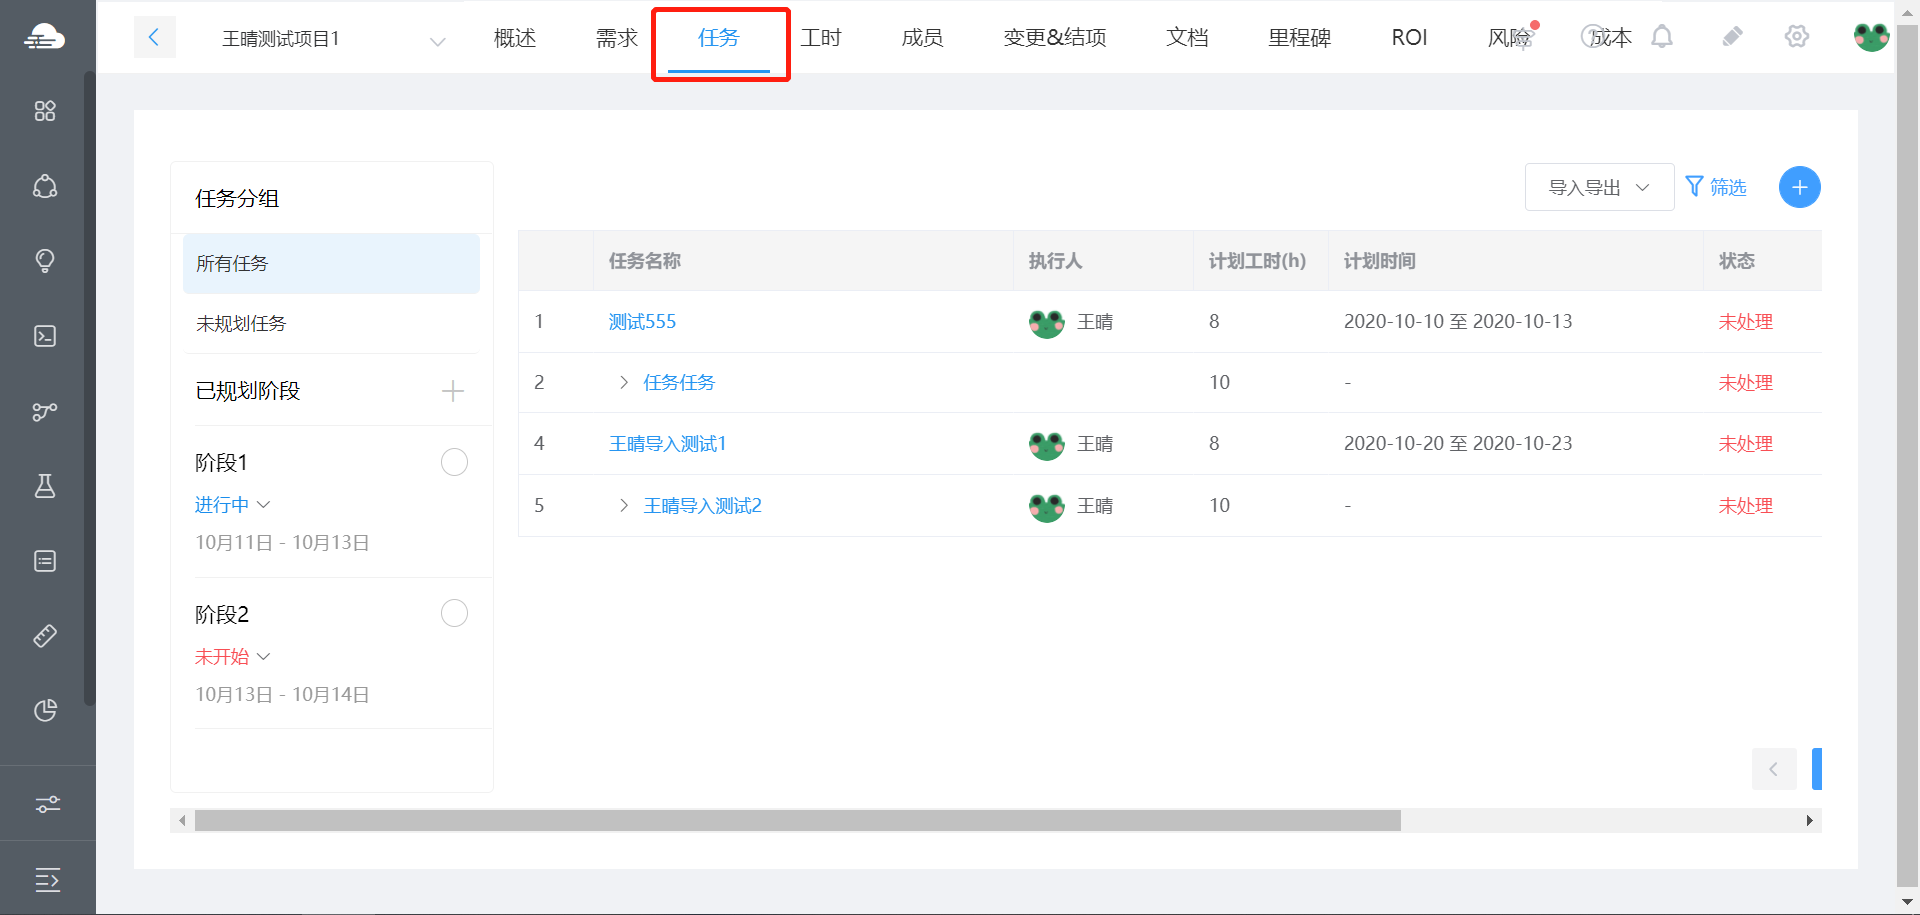 王晴测试项目1
概述
需求
任务
工时
成员
变更&结项
文档
里程碑
ROI
风险
成本
任务分组
所有任务
未规划任务
已规划阶段
阶段1
进行中
10月11日 - 10月13日
阶段2
未开始
10月13日 - 10月14日
导入导出
筛选
任务名称 执行人 计划工时(h) 计划时间 状态
1 测试555 王晴 8 2020-10-10 至 2020-10-13 未处理
2 任务任务 10 - 未处理
4 王晴导入测试1 王晴 8 2020-10-20 至 2020-10-23 未处理
5 王晴导入测试2 王晴 10 - 未处理